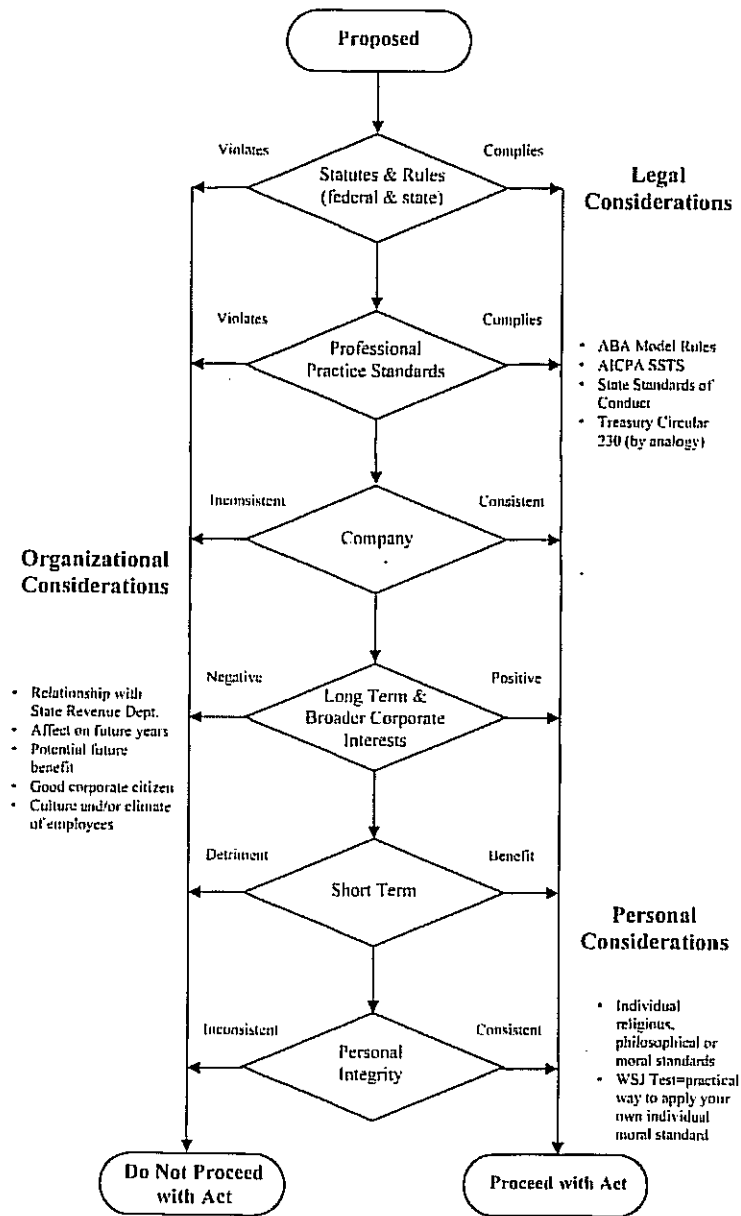 Proposed
Violates
Complies
Statutes & Rules
(federal & state)
Legal
Considerations
Violates
Complies
Professional
Practice Standards
• ABA Model Rules
• AICPA SSTS
• State Standards of
Conduct
• Treasury Circular
230 (by analogy)
Inconsistent
Consistent
Company
Organizational
Considerations
Negative
Positive
Long Term &
Broader Corporate
Interests
• Relationship with
State Revenue Dept.
• Affect on future years
• Potential future
benefit
• Good corporate citizen
• Culture and/or climate
of employees
Detriment
Benefit
Short Term
Personal
Considerations
Inconsistent
Consistent
Personal
Integrity
• Individual
religious,
philosophical or
moral standards
• WSJ Test=practical
way to apply your
own individual
moral standard
Do Not Proceed
with Act
Proceed with Act